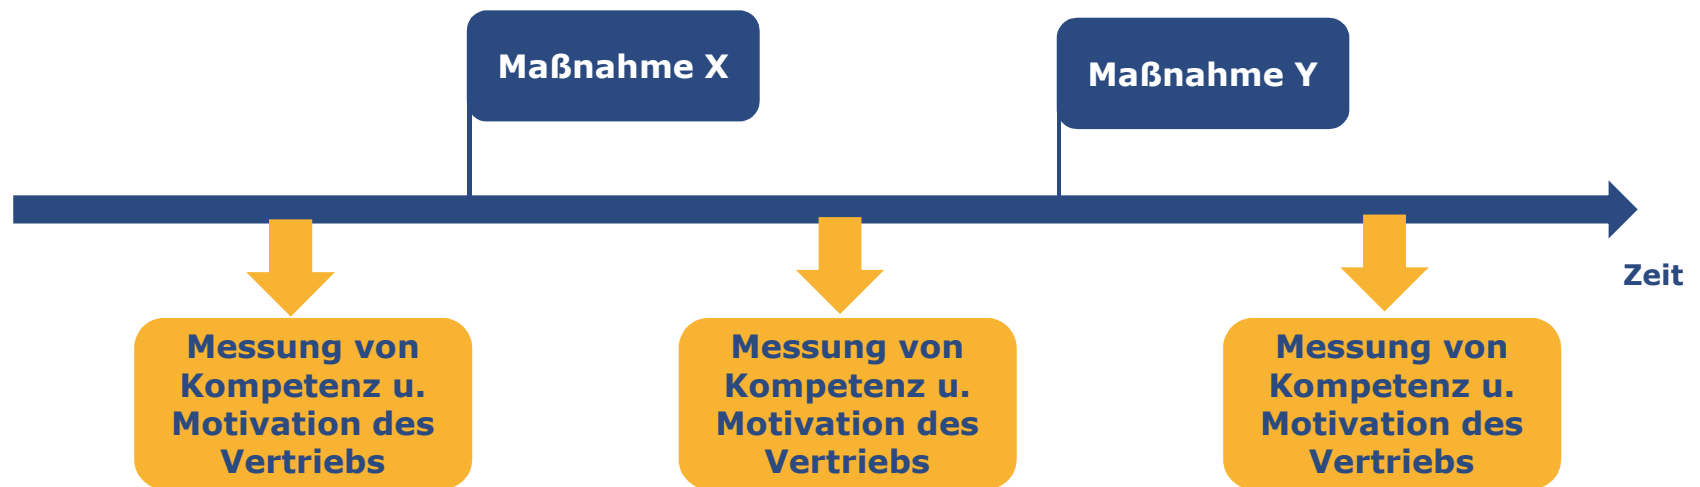 Maßnahme X
Maßnahme Y
Zeit
Messung von
Kompetenz u.
Motivation des
Vertriebs
Messung von
Kompetenz u.
Motivation des
Vertriebs
Messung von
Kompetenz u.
Motivation des
Vertriebs